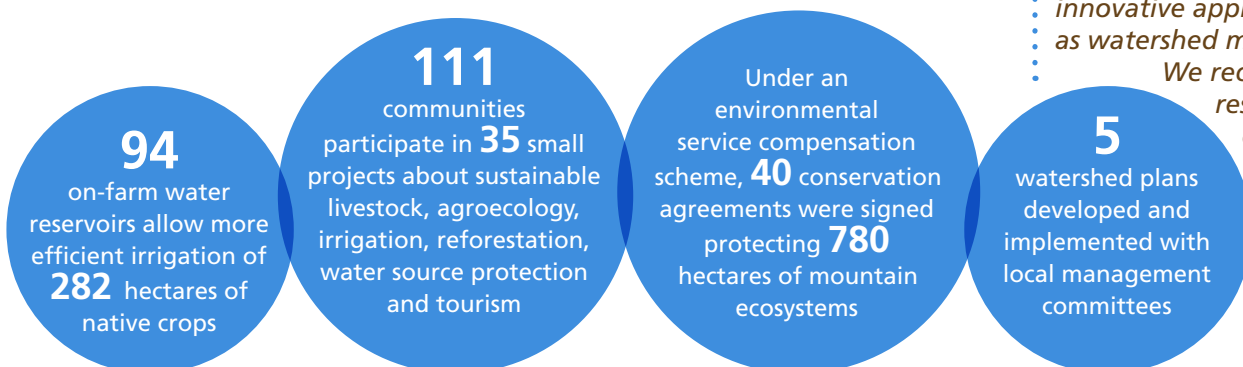 innovative
as watershed
We
94
on-farm water
reservoirs allow more
efficient irrigation of
282 hectares of
native crops
111
communities
participate in 35 small
projects about sustainable
livestock, agroecology,
irrigation, reforestation,
water source protection
and tourism
Under an
environmental
service compensation
scheme, 40 conservation
agreements were signed
protecting 780
hectares of mountain
ecosystems
5
watershed plans
developed and
implemented with
local management
committees